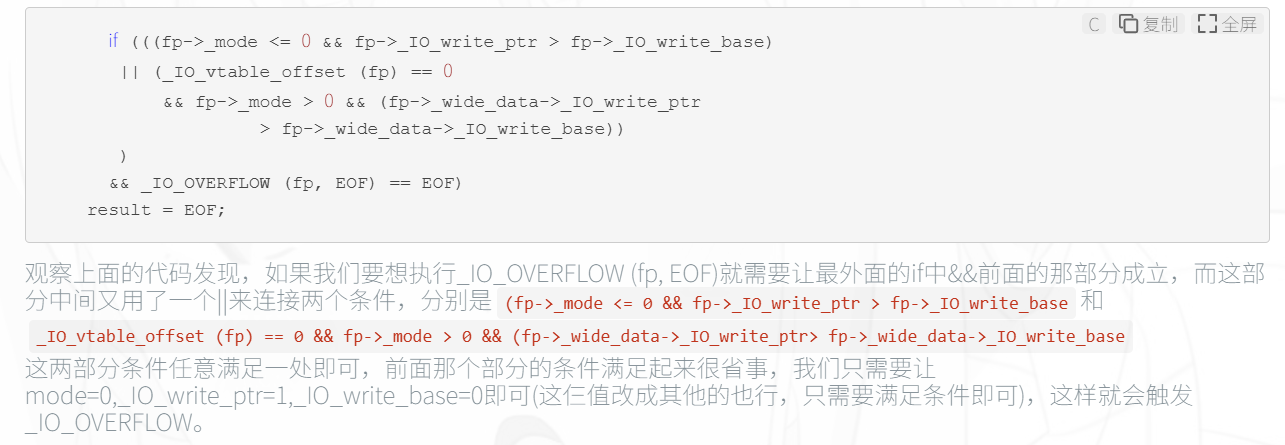 C 复制 全屏
if (((fp->_mode <= 0 && fp->_IO_write_ptr > fp->_IO_write_base)
|| (_IO_vtable_offset (fp) == 0
&& fp->_mode > 0 && (fp->_wide_data->_IO_write_ptr
> fp->_wide_data->_IO_write_base))
)
&& _IO_OVERFLOW (fp, EOF) == EOF)
result = EOF;
观察上面的代码发现，如果我们要想执行_IO_OVERFLOW (fp, EOF)就需要让最外面的if中&&前面的那部分成立，而这部
分中间又用了一个||来连接两个条件，分别是 (fp->_mode <= 0 && fp->_IO_write_ptr > fp->_IO_write_base 和
_IO_vtable_offset (fp) == 0 && fp->_mode > 0 && (fp->_wide_data->_IO_write_ptr> fp->_wide_data->_IO_write_base
这两部分条件任意满足一处即可，前面那个部分的条件满足起来很省事，我们只需要让
mode=0,_IO_write_ptr=1,_IO_write_base=0即可(这仨值改成其他的也行，只需要满足条件即可)，这样就会触发
_IO_OVERFLOW。